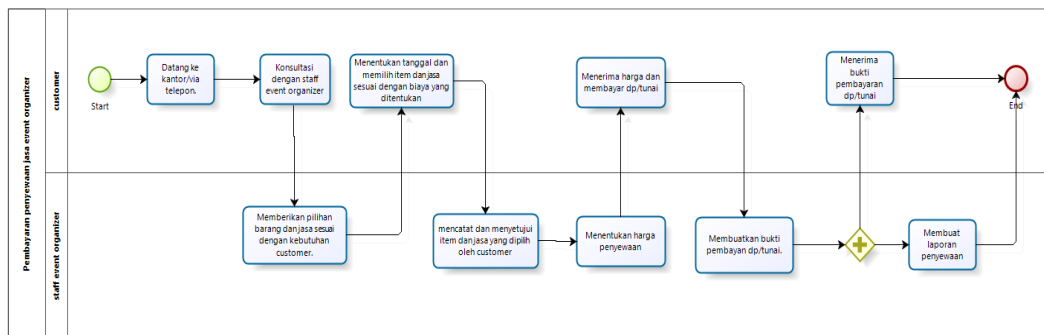 Pembayaran penyewaan jasa event organizer
customer
Start
Datang ke
kantor/via
telepon.
Konsultasi
dengan staff
event organizer
Menentukan tanggal dan
memilih item dan jasa
sesuai dengan biaya yang
ditentukan
Menerima harga dan
membayar dp/tunai
Menerima
bukti
pembayaran
dp/tunai
End
staff event organizer
Memberikan pilihan
barang dan jasa sesuai
dengan kebutuhan
customer.
mencatat dan menyetujui
item dan jasa yang dipilih
oleh customer
Menentukan harga
penyewaan
Membuatkan bukti
pembayan dp/tunai.
Membuat
laporan
penyewaan